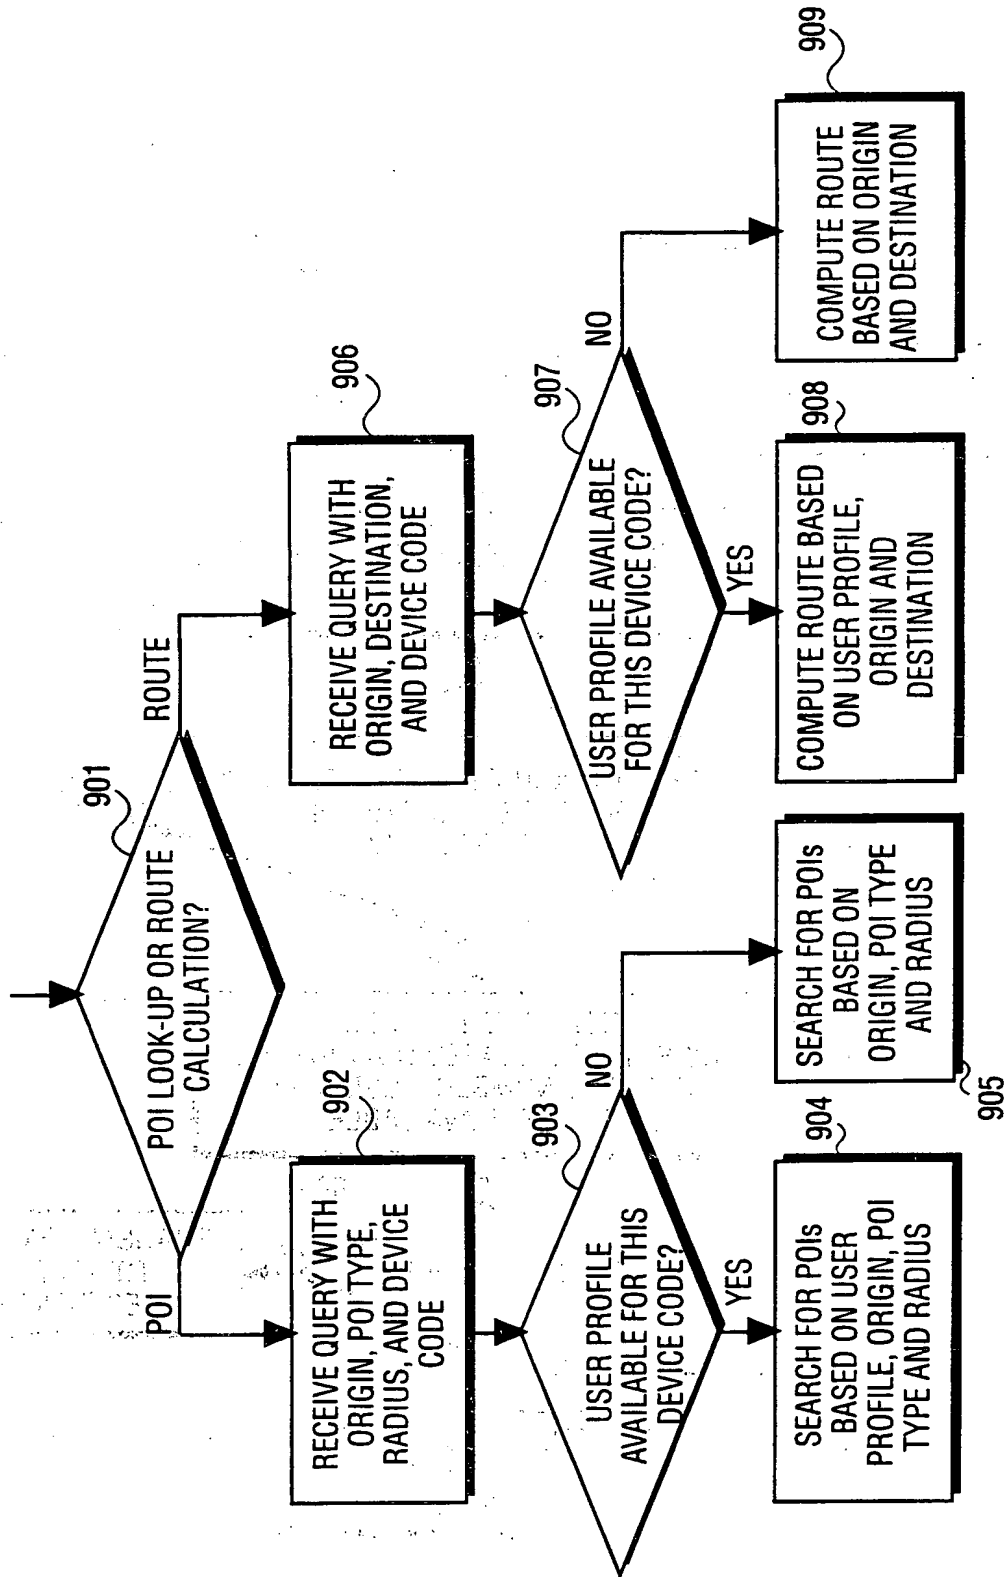 901
POI LOOK-UP OR ROUTE
CALCULATION?
POI
ROUTE
902
RECEIVE QUERY WITH
ORIGIN, POI TYPE,
RADIUS, AND DEVICE
CODE
906
RECEIVE QUERY WITH
ORIGIN, DESTINATION,
AND DEVICE CODE
903
USER PROFILE
AVAILABLE FOR THIS
DEVICE CODE?
YES
NO
907
USER PROFILE AVAILABLE
FOR THIS DEVICE CODE?
YES
NO
904
SEARCH FOR POIs
BASED ON USER
PROFILE, ORIGIN, POI
TYPE AND RADIUS
SEARCH FOR POIs
BASED ON
ORIGIN, POI TYPE
AND RADIUS
905
908
COMPUTE ROUTE BASED
ON USER PROFILE,
ORIGIN AND
DESTINATION
909
COMPUTE ROUTE
BASED ON ORIGIN
AND DESTINATION